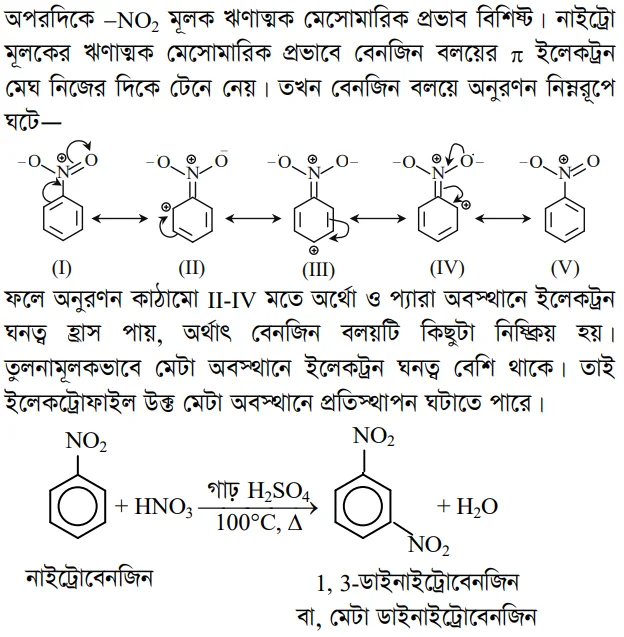 অপরদিকে –NO₂ মূলক ঋণাত্মক মেসোমারিক প্রভাব বিশিষ্ট। নাইট্রো
মূলকের ঋণাত্মক মেসোমারিক প্রভাবে বেনজিন বলয়ের π ইলেকট্রন
মেঘ নিজের দিকে টেনে নেয়। তখন বেনজিন বলয়ে অনুরণন নিম্নরূপে
ঘটে—
–O N⊕ O
–O N⊕ O–
–O N⊕ O–
–O N⊕ O–
–O N⊕ O
⊕ ⊕ ⊕
(I) (II) (III) (IV) (V)
ফলে অনুরণন কাঠামো II-IV মতে অর্থো ও প্যারা অবস্থানে ইলেকট্রন
ঘনত্ব হ্রাস পায়, অর্থাৎ বেনজিন বলয়টি কিছুটা নিষ্ক্রিয় হয়।
তুলনামূলকভাবে মেটা অবস্থানে ইলেকট্রন ঘনত্ব বেশি থাকে। তাই
ইলেকট্রোফাইল উক্ত মেটা অবস্থানে প্রতিস্থাপন ঘটাতে পারে।
NO₂ NO₂
+ HNO₃ গাঢ় H₂SO₄ + H₂O
100°C, Δ
NO₂
নাইট্রোবেনজিন 1, 3-ডাইনাইট্রোবেনজিন
বা, মেটা ডাইনাইট্রোবেনজিন